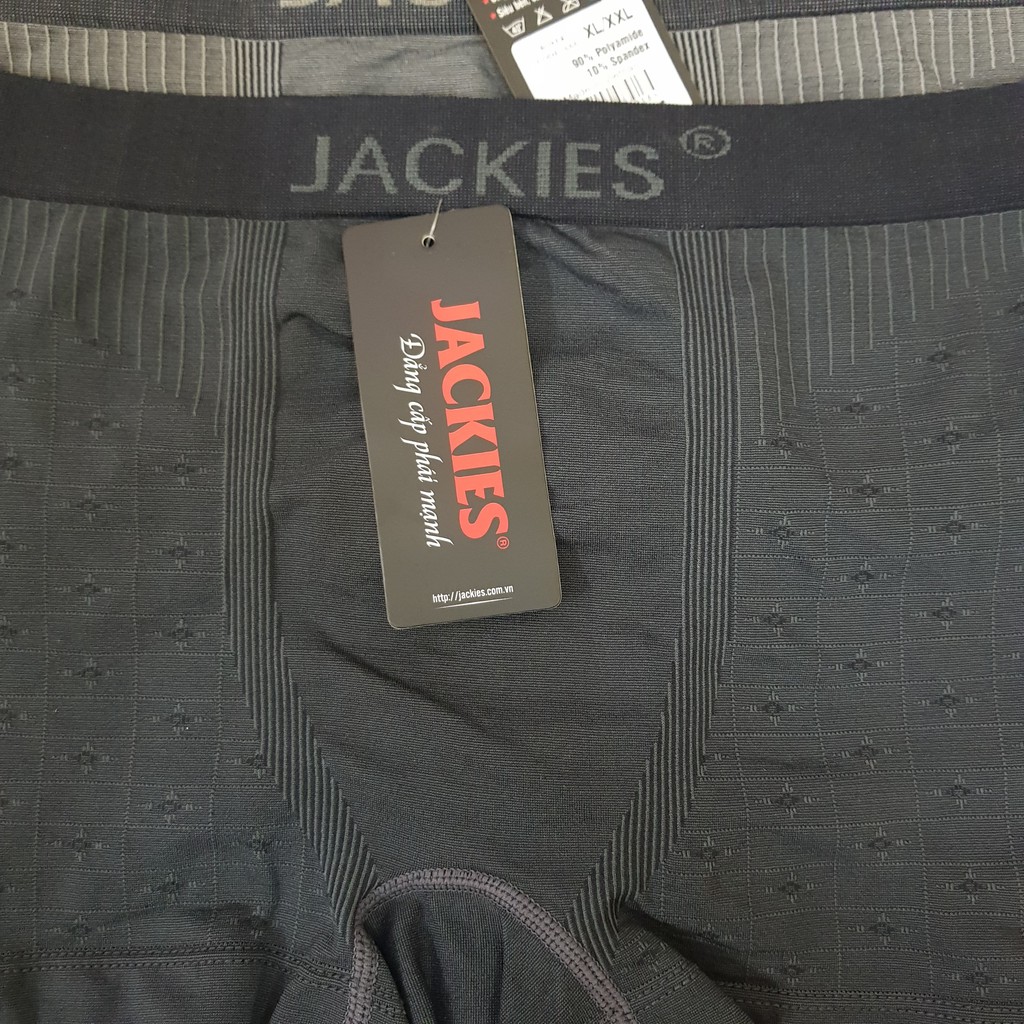 XL-XXL
90% Polyamide
10% Spandex
JACKIES®
JACKIES®
Đẳng cấp phái mạnh
http://jackies.com.vn